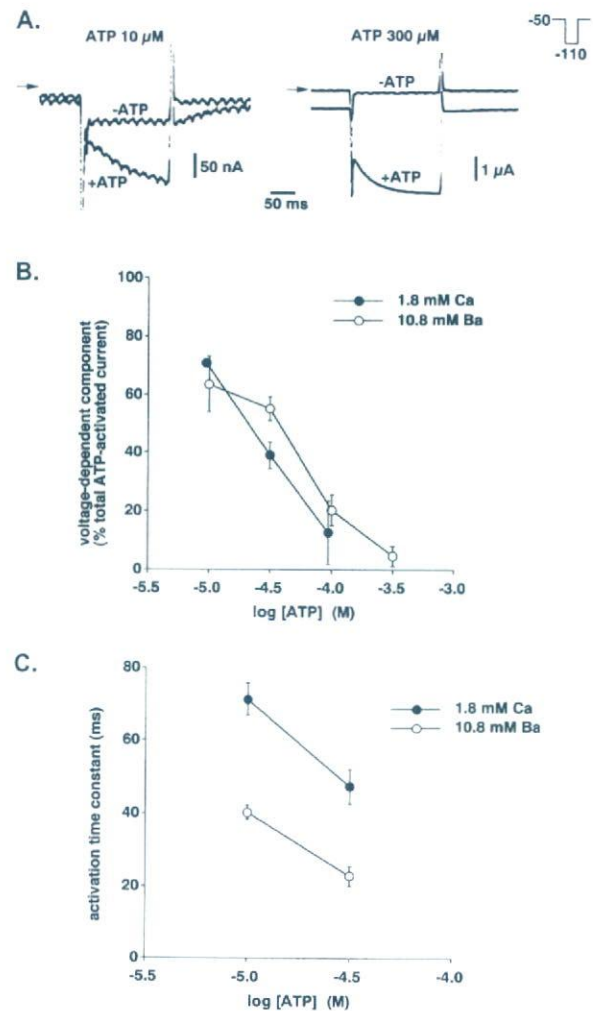 A.
ATP 10 µM
ATP 300 µM
-50
-110
-ATP
-ATP
+ATP
50 nA
+ATP
1 µA
50 ms
B.
100
80
60
40
20
0
voltage-dependent component
(% total ATP-activated current)
1.8 mM Ca
10.8 mM Ba
-5.5
-5.0
-4.5
-4.0
-3.5
-3.0
log [ATP] (M)
C.
80
60
40
20
0
activation time constant (ms)
1.8 mM Ca
10.8 mM Ba
-5.5
-5.0
-4.5
-4.0
log [ATP] (M)